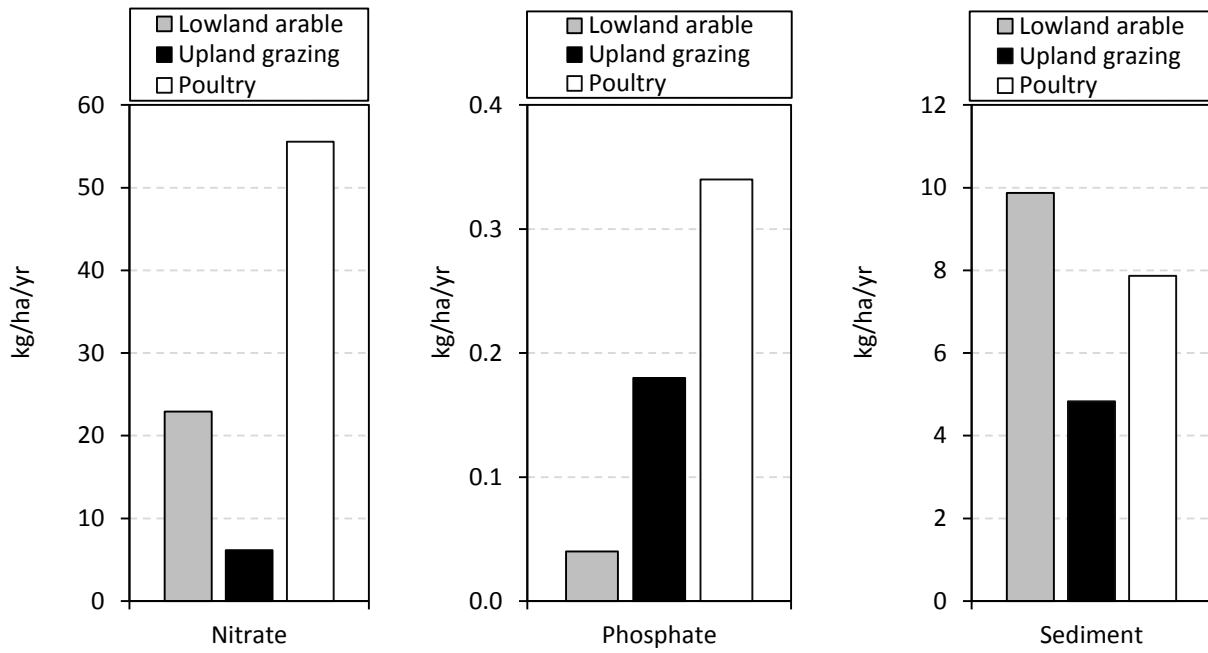 Lowland arable
Upland grazing
Poultry
60
50
40
30
20
10
0
kg/ha/yr
Nitrate
Lowland arable
Upland grazing
Poultry
0.4
0.3
0.2
0.1
0.0
kg/ha/yr
Phosphate
Lowland arable
Upland grazing
Poultry
12
10
8
6
4
2
0
kg/ha/yr
Sediment